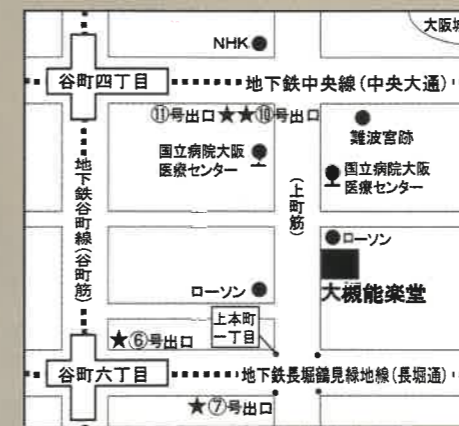 大阪城
NHK
谷町四丁目
地下鉄中央線(中央大通)
⑪号出口★★⑩号出口
難波宮跡
国立病院大阪
医療センター
国立病院大阪
医療センター
地下鉄谷町線(谷町筋)
(上町筋)
ローソン
大槻能楽堂
ローソン
上本町
一丁目
★⑥号出口
谷町六丁目
地下鉄長堀鶴見緑地線(長堀通)
★⑦号出口